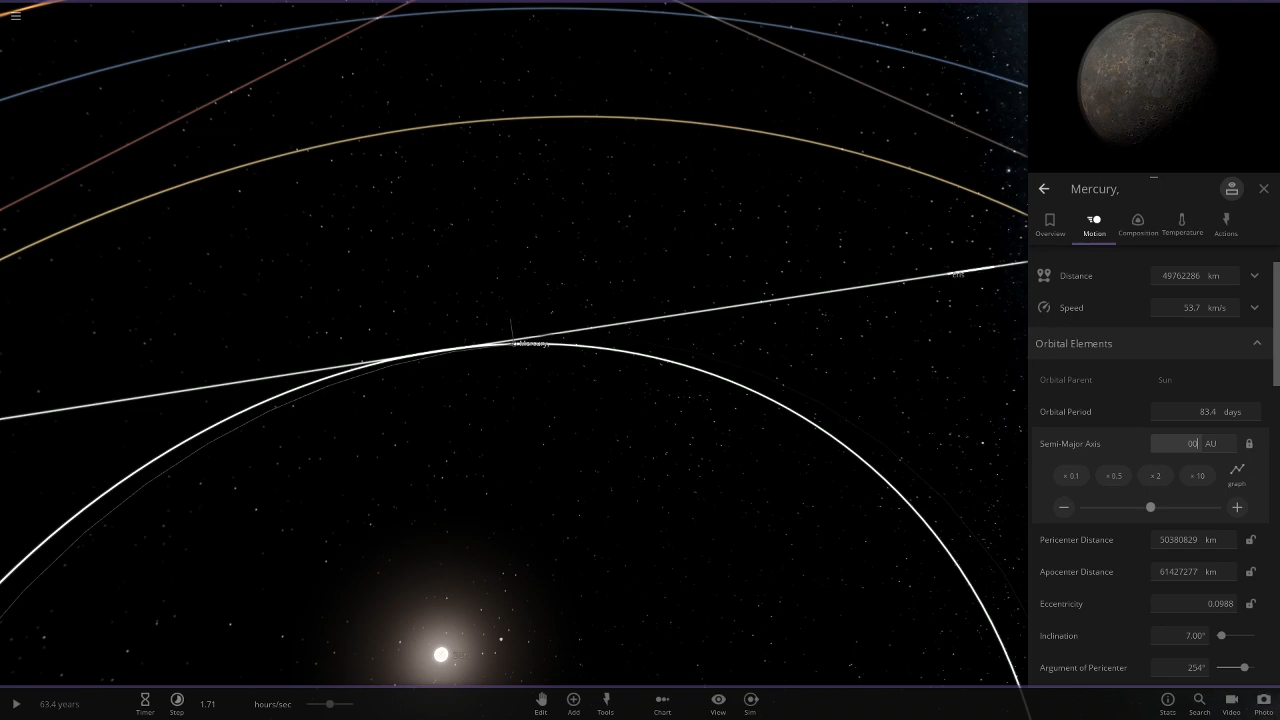 Mercury,
Overview Motion Composition Temperature Actions
Distance 49762286 km
Speed 53.7 km/s
Orbital Elements
Orbital Parent Sun
Orbital Period 83.4 days
Semi-Major Axis 00 AU
× 0.1 × 0.5 × 2 × 10 graph
Pericenter Distance 50380829 km
Apocenter Distance 61427277 km
Eccentricity 0.0988
Inclination 7.00°
Argument of Pericenter 254°
Eris
Mercury,
63.4 years Timer Step 1.71 hours/sec Edit Add Tools Chart View Sim Stats Search Video Photo